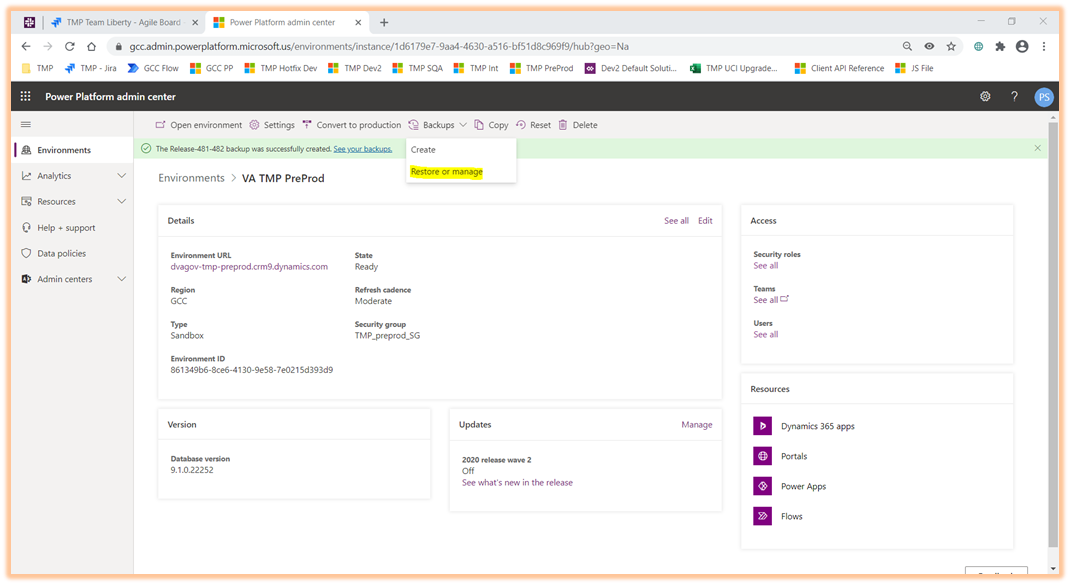 TMP Team Liberty - Agile Board
Power Platform admin center
gcc.admin.powerplatform.microsoft.us/environments/instance/1d6179e7-9aa4-4630-a516-bf51d8c969f9/hub?geo=Na
TMP
TMP - Jira
GCC Flow
GCC PP
TMP Hotfix Dev
TMP Dev2
TMP SQA
TMP Int
TMP PreProd
Dev2 Default Soluti...
TMP UCI Upgrade...
Client API Reference
JS File
Power Platform admin center
?
PS
Open environment
Settings
Convert to production
Backups
Copy
Reset
Delete
Environments
Analytics
Resources
Help + support
Data policies
Admin centers
The Release-481-482 backup was successfully created. See your backups.
Create
Restore or manage
Environments > VA TMP PreProd
Details
See all
Edit
Environment URL
dvagov-tmp-preprod.crm9.dynamics.com
State
Ready
Region
GCC
Refresh cadence
Moderate
Type
Sandbox
Security group
TMP_preprod_SG
Environment ID
861349b6-8ce6-4130-9e58-7e0215d393d9
Access
Security roles
See all
Teams
See all
Users
See all
Version
Database version
9.1.0.22252
Updates
Manage
2020 release wave 2
Off
See what's new in the release
Resources
Dynamics 365 apps
Portals
Power Apps
Flows